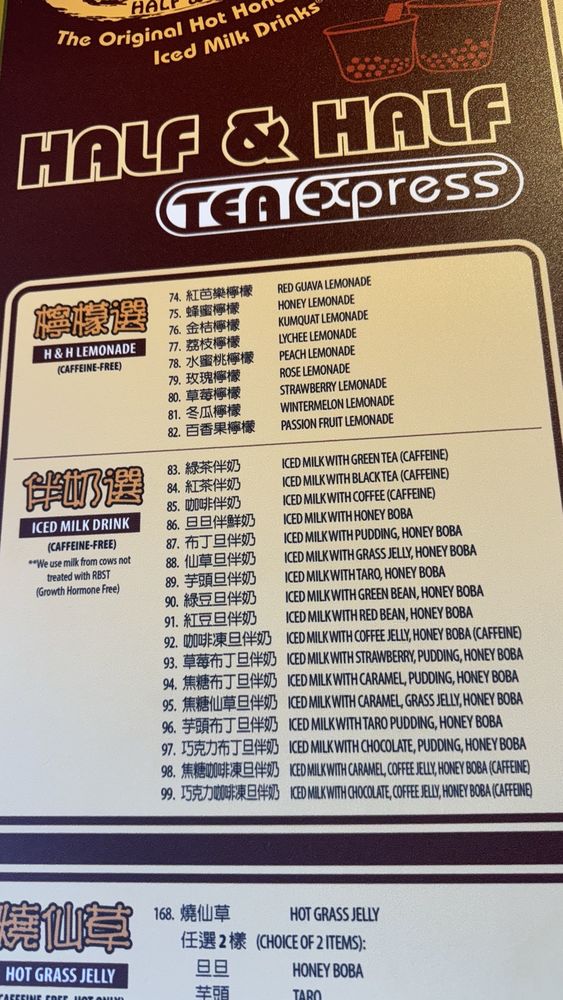 HALF &
The Original Hot Hon
Iced Milk Drinks
HALF & HALF
TEA EXpress
檸檬選
H & H LEMONADE
(CAFFEINE-FREE)
74. 紅芭樂檸檬 RED GUAVA LEMONADE
75. 蜂蜜檸檬 HONEY LEMONADE
76. 金桔檸檬 KUMQUAT LEMONADE
77. 荔枝檸檬 LYCHEE LEMONADE
78. 水蜜桃檸檬 PEACH LEMONADE
79. 玫瑰檸檬 ROSE LEMONADE
80. 草莓檸檬 STRAWBERRY LEMONADE
81. 冬瓜檸檬 WINTERMELON LEMONADE
82. 百香果檸檬 PASSION FRUIT LEMONADE
伴奶選
ICED MILK DRINK
(CAFFEINE-FREE)
**We use milk from cows not
treated with RBST
(Growth Hormone Free)
83. 綠茶伴奶 ICED MILK WITH GREEN TEA (CAFFEINE)
84. 紅茶伴奶 ICED MILK WITH BLACK TEA (CAFFEINE)
85. 咖啡伴奶 ICED MILK WITH COFFEE (CAFFEINE)
86. 旦旦伴鮮奶 ICED MILK WITH HONEY BOBA
87. 布丁旦伴奶 ICED MILK WITH PUDDING, HONEY BOBA
88. 仙草旦伴奶 ICED MILK WITH GRASS JELLY, HONEY BOBA
89. 芋頭旦伴奶 ICED MILK WITH TARO, HONEY BOBA
90. 綠豆旦伴奶 ICED MILK WITH GREEN BEAN, HONEY BOBA
91. 紅豆旦伴奶 ICED MILK WITH RED BEAN, HONEY BOBA
92. 咖啡凍旦伴奶 ICED MILK WITH COFFEE JELLY, HONEY BOBA (CAFFEINE)
93. 草莓布丁旦伴奶 ICED MILK WITH STRAWBERRY, PUDDING, HONEY BOBA
94. 焦糖布丁旦伴奶 ICED MILK WITH CARAMEL, PUDDING, HONEY BOBA
95. 焦糖仙草旦伴奶 ICED MILK WITH CARAMEL, GRASS JELLY, HONEY BOBA
96. 芋頭布丁旦伴奶 ICED MILK WITH TARO PUDDING, HONEY BOBA
97. 巧克力布丁旦伴奶 ICED MILK WITH CHOCOLATE, PUDDING, HONEY BOBA
98. 焦糖咖啡凍旦伴奶 ICED MILK WITH CARAMEL, COFFEE JELLY, HONEY BOBA (CAFFEINE)
99. 巧克力咖啡凍旦伴奶 ICED MILK WITH CHOCOLATE, COFFEE JELLY, HONEY BOBA (CAFFEINE)
燒仙草
HOT GRASS JELLY
(CAFFEINE-FREE, HOT ONLY)
168. 燒仙草 HOT GRASS JELLY
任選2樣 (CHOICE OF 2 ITEMS):
旦旦 HONEY BOBA
芋頭 TARO